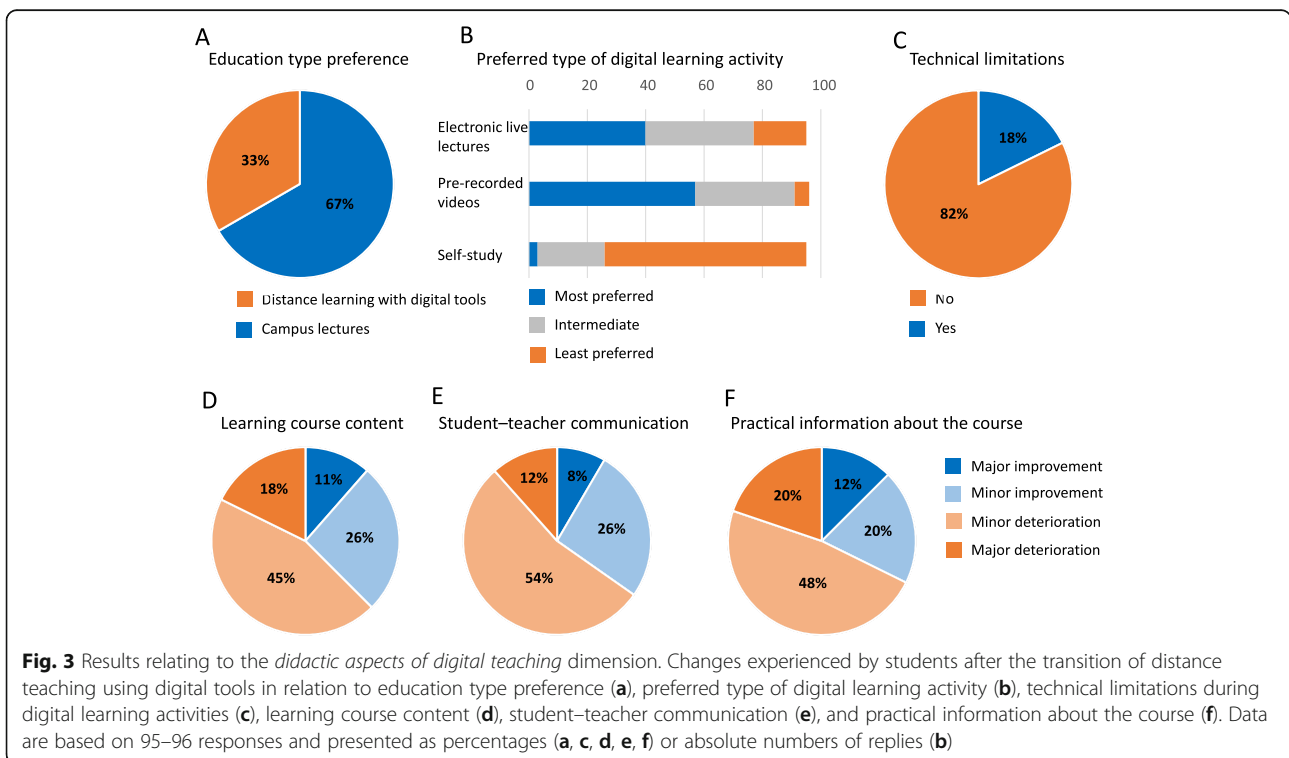 A
Education type preference
33%
67%
Distance learning with digital tools
Campus lectures
B
Preferred type of digital learning activity
0 20 40 60 80 100
Electronic live
lectures
Pre-recorded
videos
Self-study
Most preferred
Intermediate
Least preferred
C
Technical limitations
18%
82%
No
Yes
D
Learning course content
11%
18%
26%
45%
E
Student–teacher communication
8%
12%
26%
54%
F
Practical information about the course
12%
20%
20%
48%
Major improvement
Minor improvement
Minor deterioration
Major deterioration
Fig. 3 Results relating to the didactic aspects of digital teaching dimension. Changes experienced by students after the transition of distance
teaching using digital tools in relation to education type preference (a), preferred type of digital learning activity (b), technical limitations during
digital learning activities (c), learning course content (d), student–teacher communication (e), and practical information about the course (f). Data
are based on 95–96 responses and presented as percentages (a, c, d, e, f) or absolute numbers of replies (b)